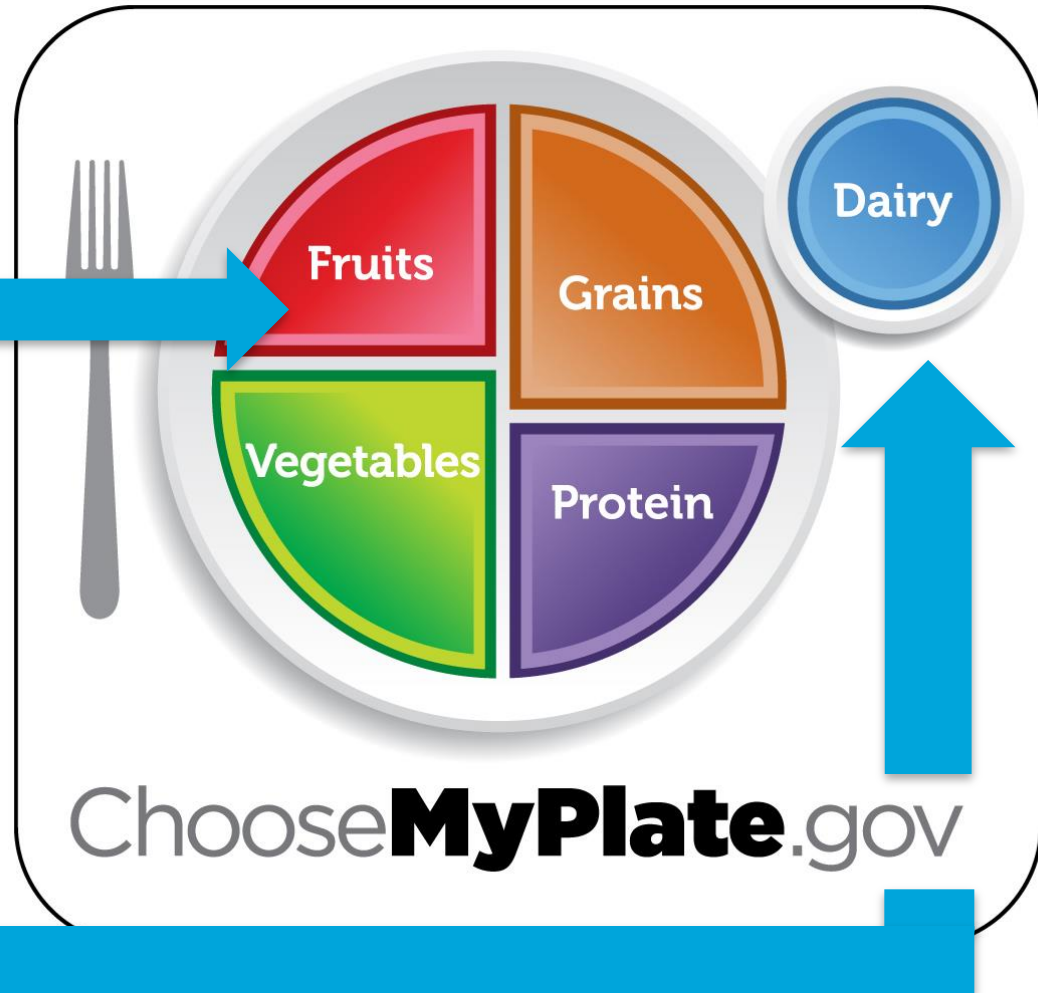 Fruits
Grains
Dairy
Vegetables
Protein
ChooseMyPlate.gov